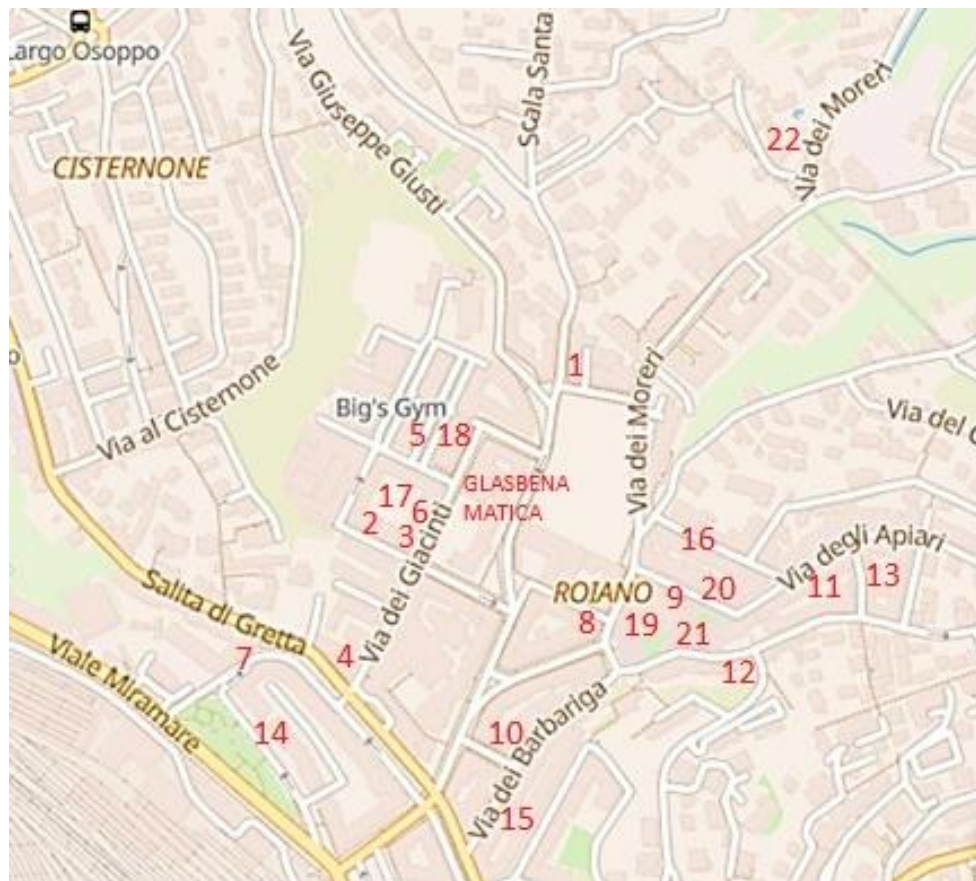 Largo Osoppo
CISTERNONE
Via Giuseppe Giusti
Scala Santa
Via dei Moreri
22
Via al Cisternone
1
Big's Gym
5 18
Via dei Moreri
Via del C
17
GLASBENA
MATICA
6
2
3
Via dei Giacinti
16
Via degli Apiari
11
13
Salita di Gretta
ROIANO
9
20
8
19
21
Viale Miramare
7
4
12
14
10
Via dei Barbariga
15